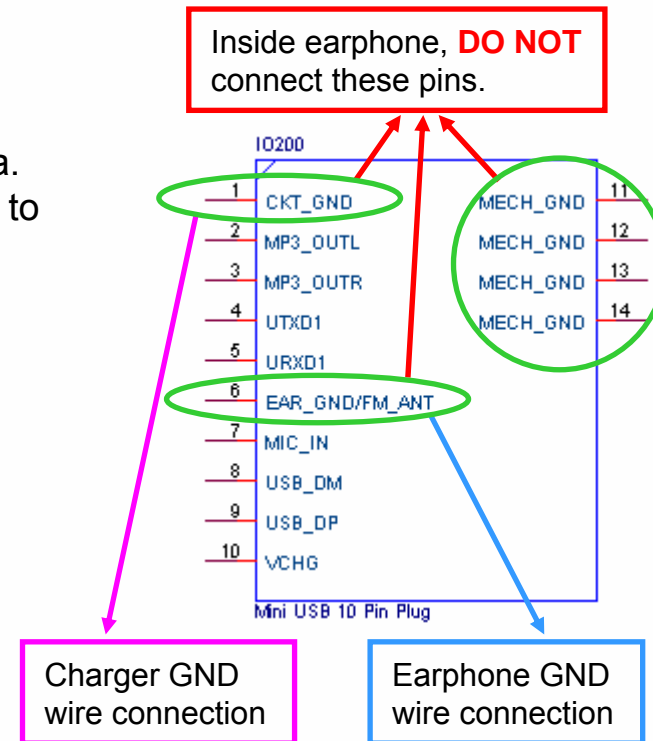 Inside earphone, DO NOT
connect these pins.
a.
to
IO200
1 CKT_GND MECH_GND 11
2 MP3_OUTL MECH_GND 12
3 MP3_OUTR MECH_GND 13
4 UTXD1 MECH_GND 14
5 URXD1
6 EAR_GND/FM_ANT
7 MIC_IN
8 USB_DM
9 USB_DP
10 VCHG
Mini USB 10 Pin Plug
Charger GND
wire connection
Earphone GND
wire connection